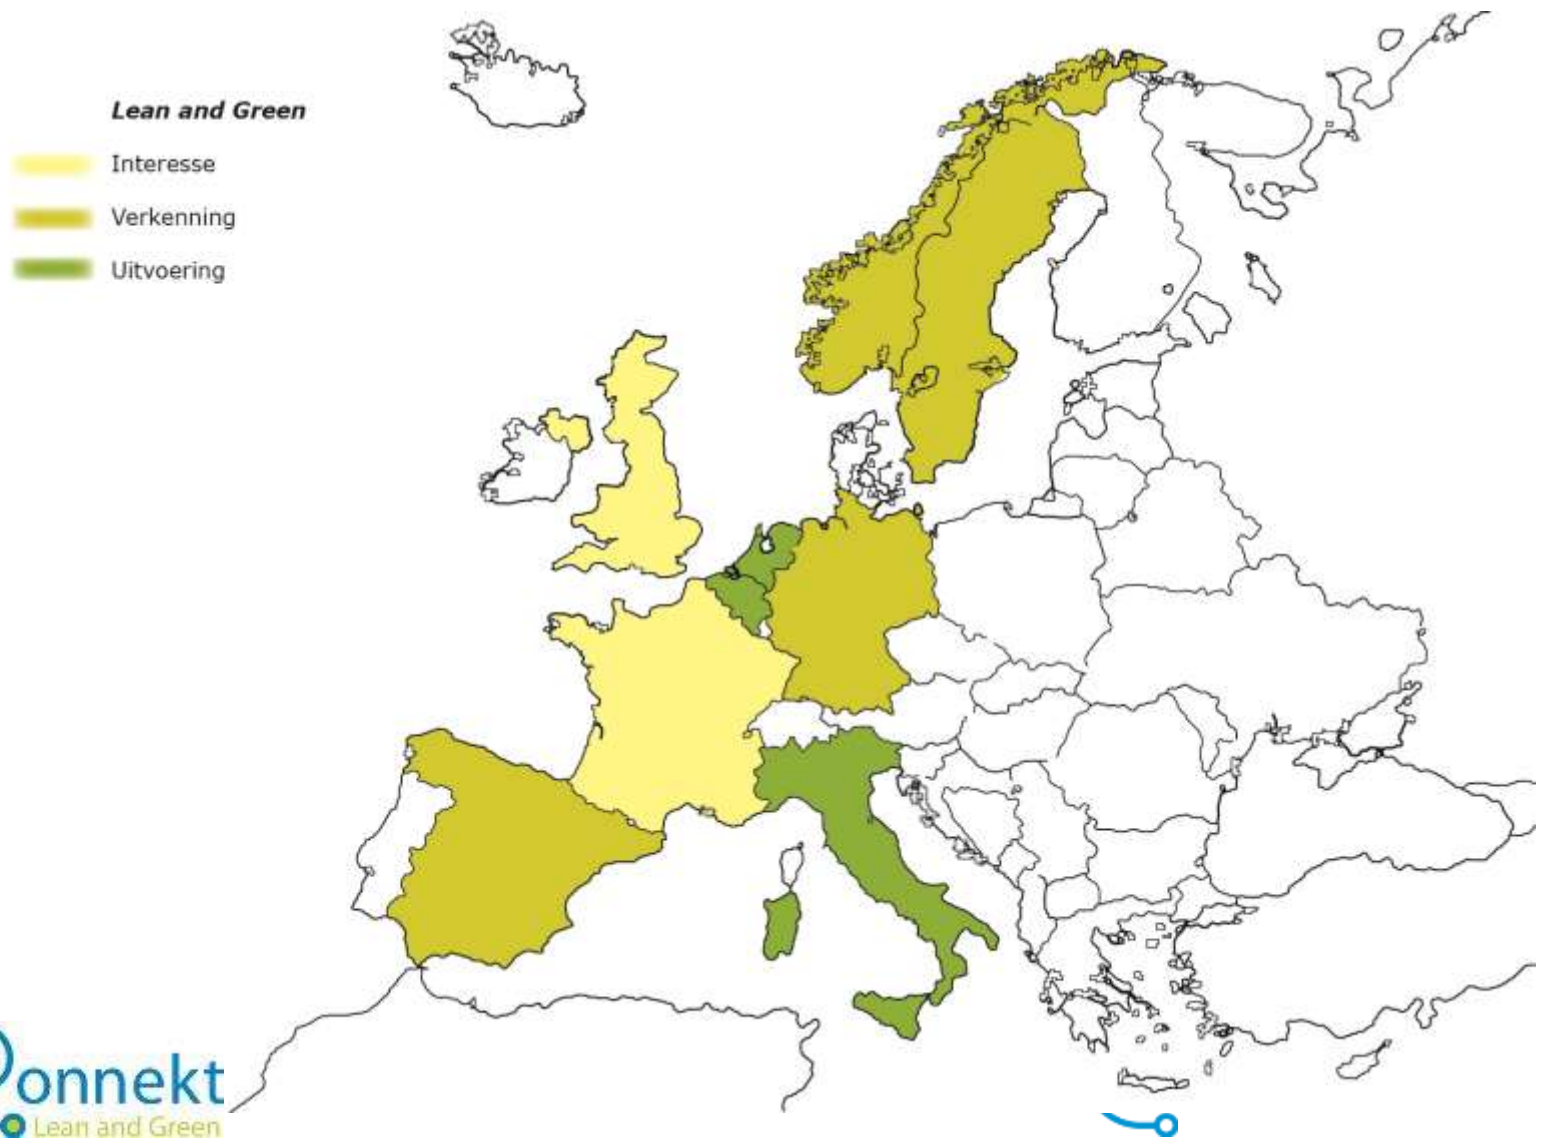 Lean and Green
Interesse
Verkenning
Uitvoering
onnekt
Lean and Green